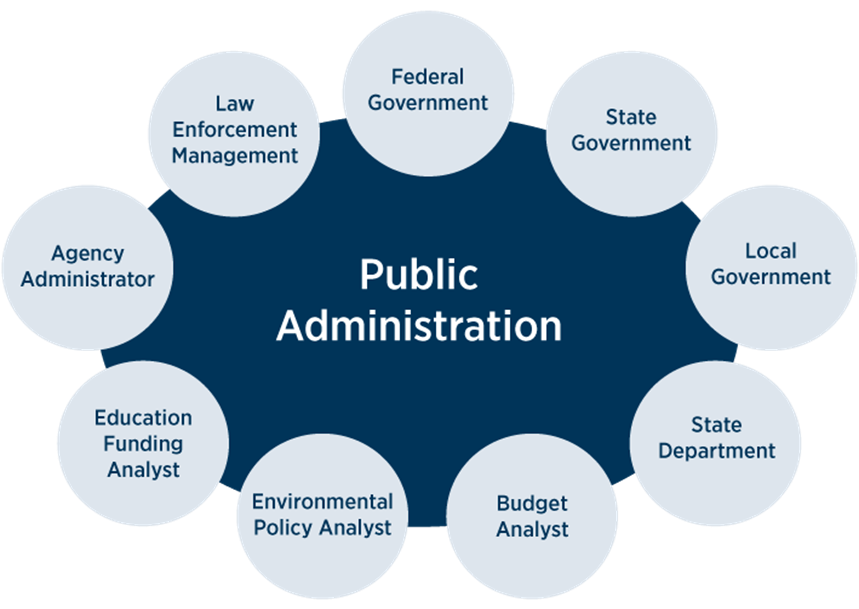 Federal
Government
State
Government
Local
Government
State
Department
Budget
Analyst
Environmental
Policy Analyst
Education
Funding
Analyst
Agency
Administrator
Law
Enforcement
Management
Public
Administration